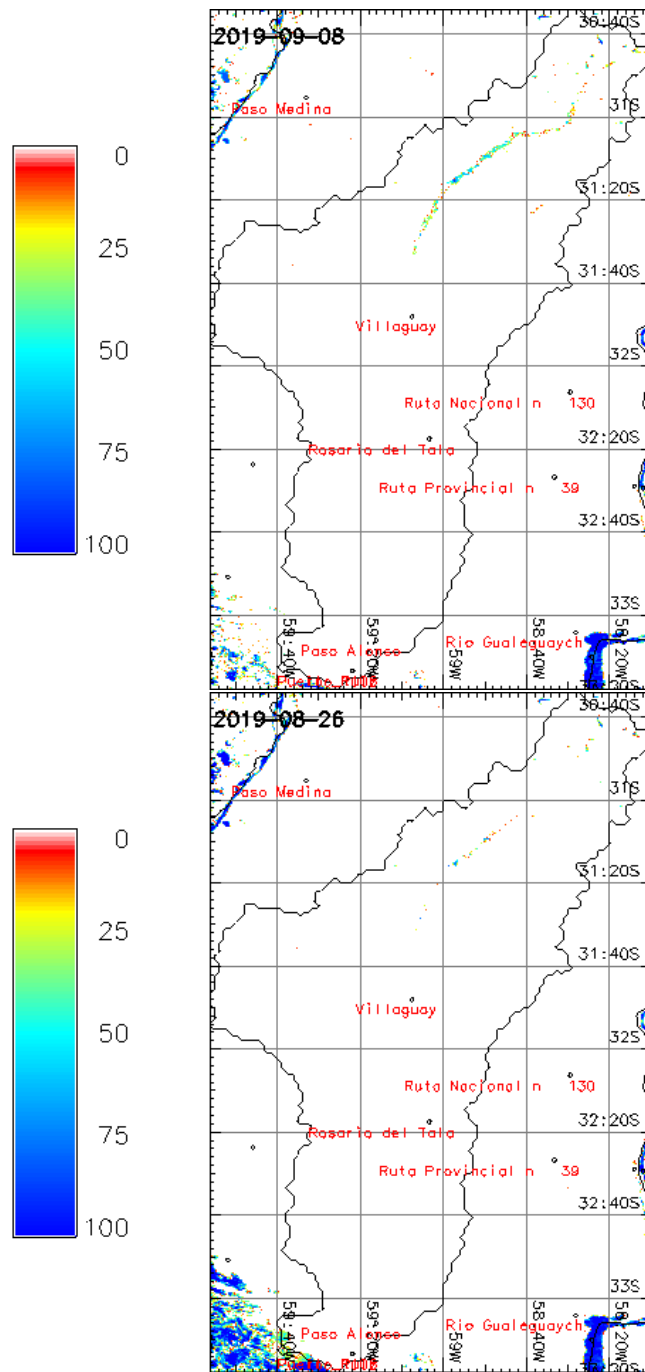 2019-09-08
30:40S
Paso Medina
31S
31:20S
31:40S
Villaguay
32S
Ruta Nacional n 130
32:20S
Rosario del Tala
Ruta Provincial n 39
32:40S
33S
Rio Gualeguaych
Paso Alonso
59:40W
59:20W
59W
58:40W
58:20W
0
25
50
75
100
2019-08-26
30:40S
Paso Medina
31S
31:20S
31:40S
Villaguay
32S
Ruta Nacional n 130
32:20S
Rosario del Tala
Ruta Provincial n 39
32:40S
33S
Rio Gualeguaych
Paso Alonso
59:40W
59:20W
59W
58:40W
58:20W
0
25
50
75
100